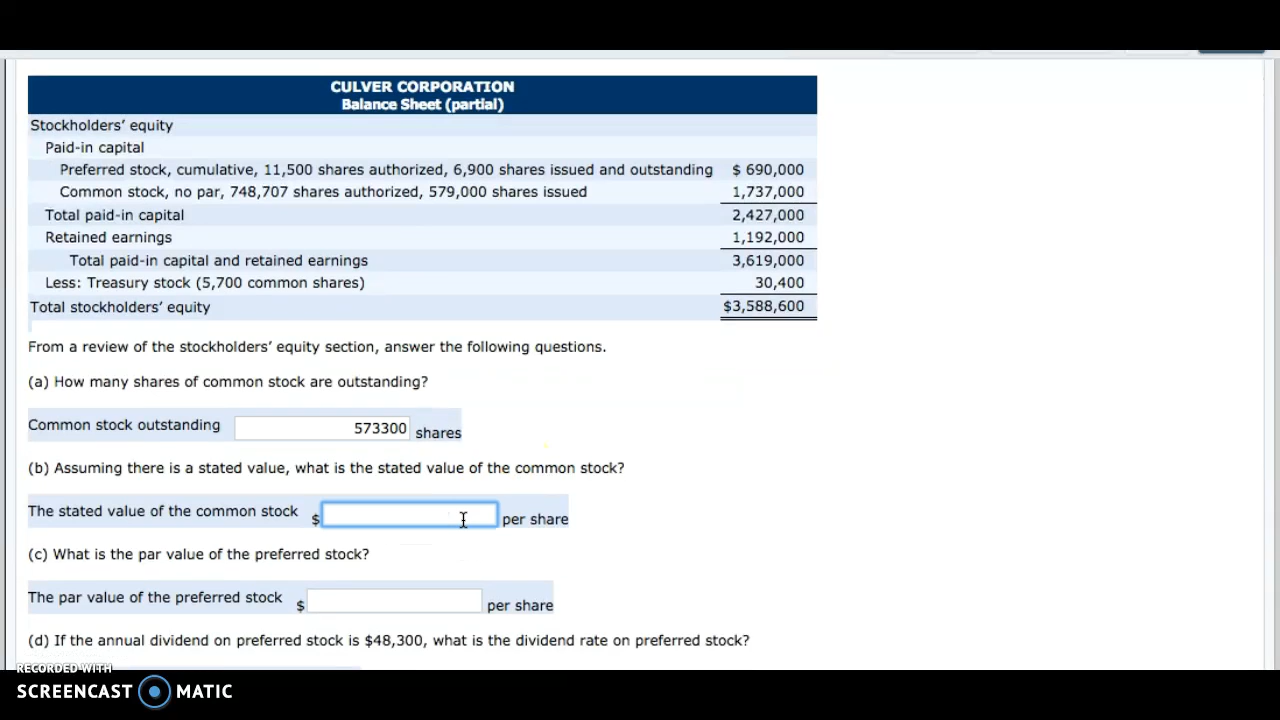 CULVER CORPORATION
Balance Sheet (partial)
Stockholders’ equity
Paid-in capital
Preferred stock, cumulative, 11,500 shares authorized, 6,900 shares issued and outstanding $ 690,000
Common stock, no par, 748,707 shares authorized, 579,000 shares issued 1,737,000
Total paid-in capital 2,427,000
Retained earnings 1,192,000
Total paid-in capital and retained earnings 3,619,000
Less: Treasury stock (5,700 common shares) 30,400
Total stockholders’ equity $3,588,600
From a review of the stockholders’ equity section, answer the following questions.
(a) How many shares of common stock are outstanding?
Common stock outstanding 573300 shares
(b) Assuming there is a stated value, what is the stated value of the common stock?
The stated value of the common stock $ per share
(c) What is the par value of the preferred stock?
The par value of the preferred stock $ per share
(d) If the annual dividend on preferred stock is $48,300, what is the dividend rate on preferred stock?
RECORDED WITH
SCREENCAST MATIC